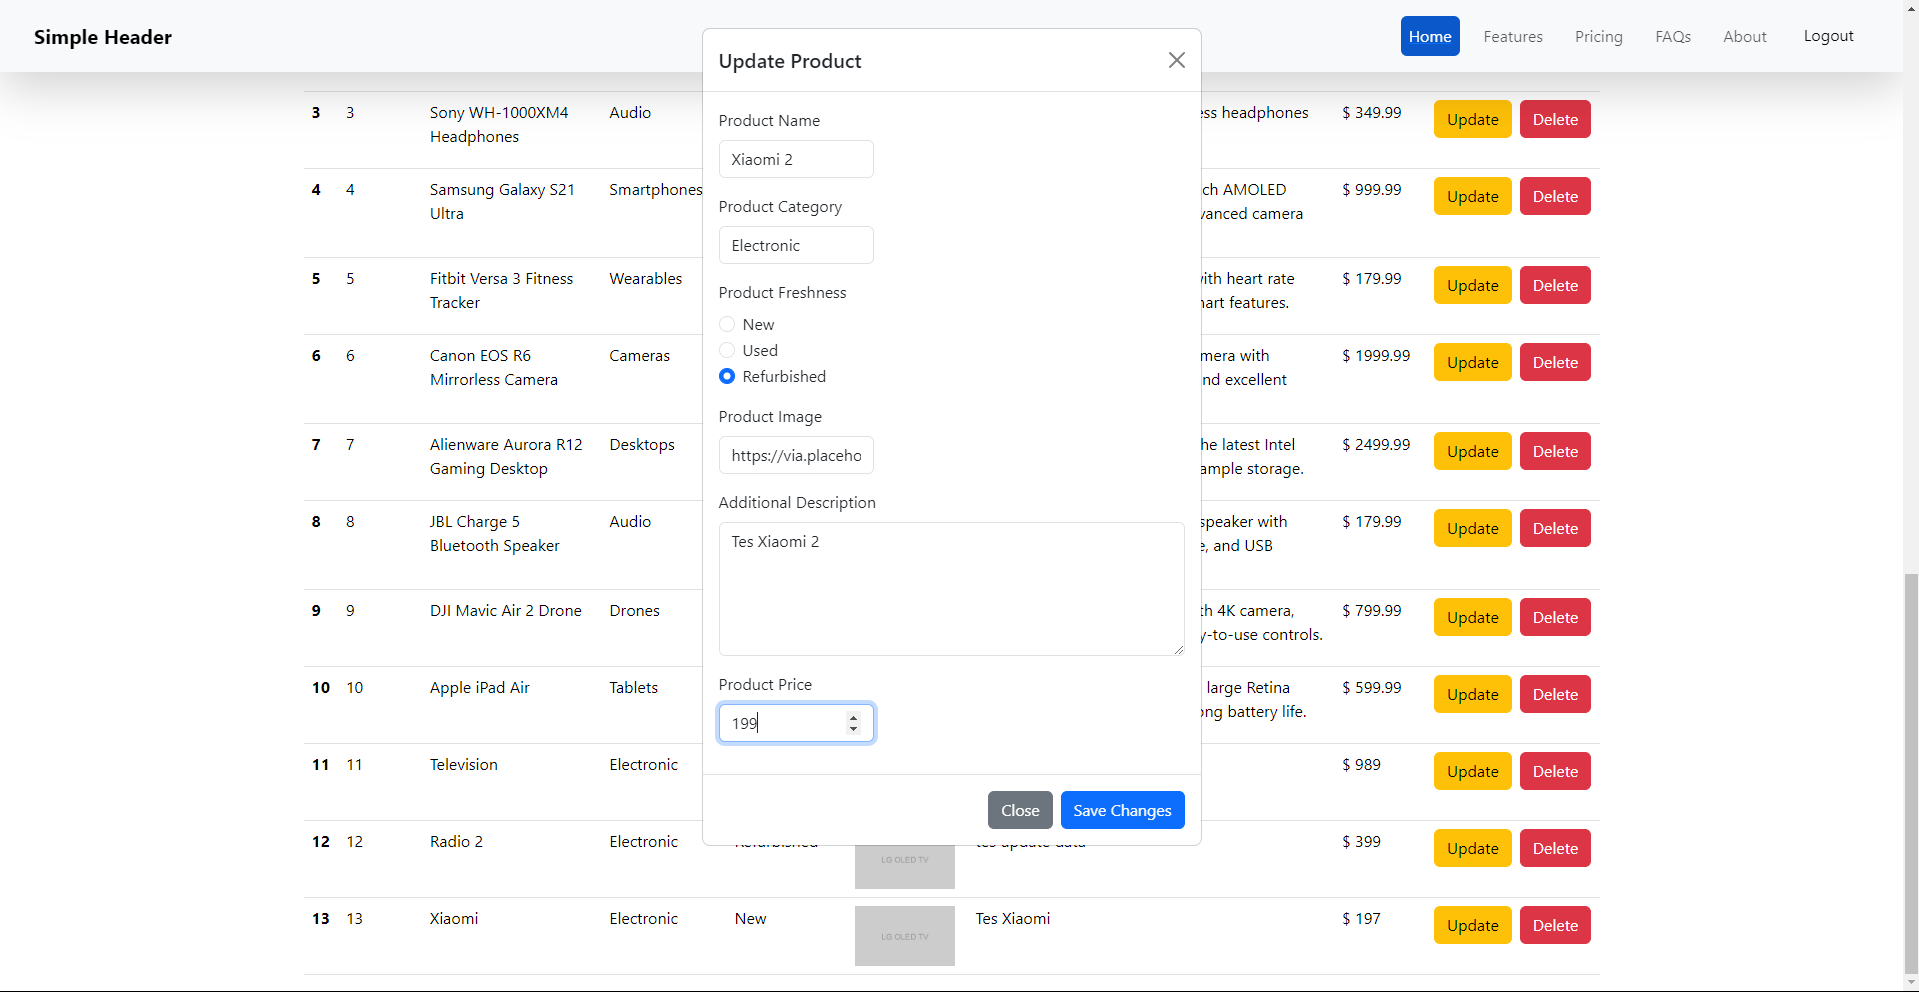 Simple Header
Home Features Pricing FAQs About Logout
Update Product
Product Name
Xiaomi 2
Product Category
Electronic
Product Freshness
New
Used
Refurbished
Product Image
https://via.placeho
Additional Description
Tes Xiaomi 2
Product Price
199
Close Save Changes
3 3 Sony WH-1000XM4 Audio headphones $ 349.99 Update Delete
Headphones
4 4 Samsung Galaxy S21 Smartphones AMOLED $ 999.99 Update Delete
Ultra camera
5 5 Fitbit Versa 3 Fitness Wearables heart rate $ 179.99 Update Delete
Tracker features.
6 6 Canon EOS R6 Cameras with $ 1999.99 Update Delete
Mirrorless Camera excellent
7 7 Alienware Aurora R12 Desktops latest Intel $ 2499.99 Update Delete
Gaming Desktop ample storage.
8 8 JBL Charge 5 Audio speaker with $ 179.99 Update Delete
Bluetooth Speaker and USB
9 9 DJI Mavic Air 2 Drone Drones 4K camera, $ 799.99 Update Delete
y-to-use controls.
10 10 Apple iPad Air Tablets large Retina $ 599.99 Update Delete
battery life.
11 11 Television Electronic $ 989 Update Delete
12 12 Radio 2 Electronic Refurbished tes update data $ 399 Update Delete
LG OLED TV
13 13 Xiaomi Electronic New Tes Xiaomi $ 197 Update Delete
LG OLED TV